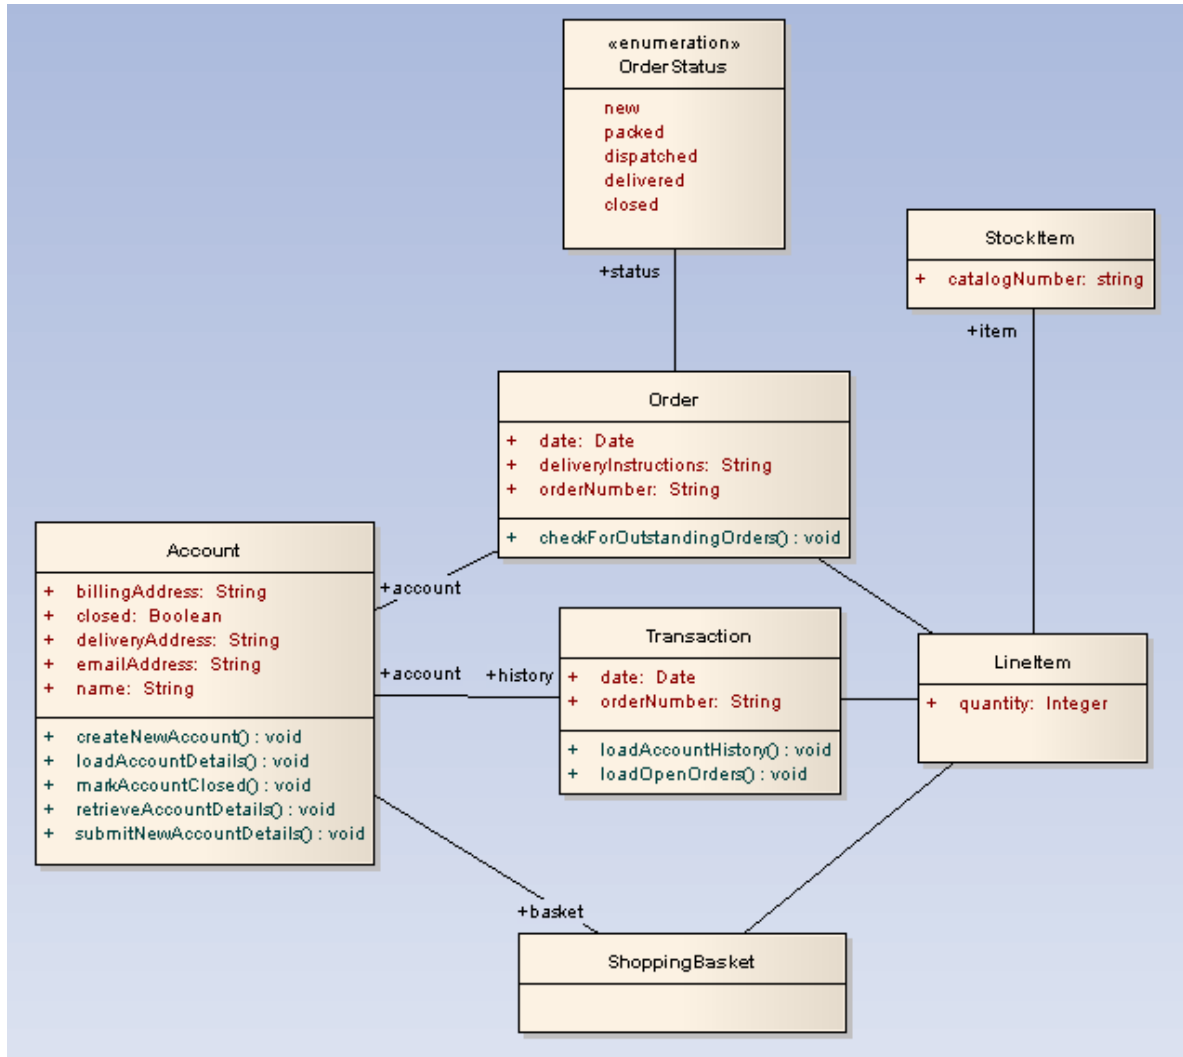 «enumeration»
OrderStatus
new
packed
dispatched
delivered
closed
+status
StockItem
+ catalogNumber: string
+item
Order
+ date: Date
+ deliveryInstructions: String
+ orderNumber: String
+ checkForOutstandingOrders() : void
Account
+ billingAddress: String
+ closed: Boolean
+ deliveryAddress: String
+ emailAddress: String
+ name: String
+ createNewAccount() : void
+ loadAccountDetails() : void
+ markAccountClosed() : void
+ retrieveAccountDetails() : void
+ submitNewAccountDetails() : void
+account
+account
+history
Transaction
+ date: Date
+ orderNumber: String
+ loadAccountHistory() : void
+ loadOpenOrders() : void
LineItem
+ quantity: Integer
+basket
ShoppingBasket